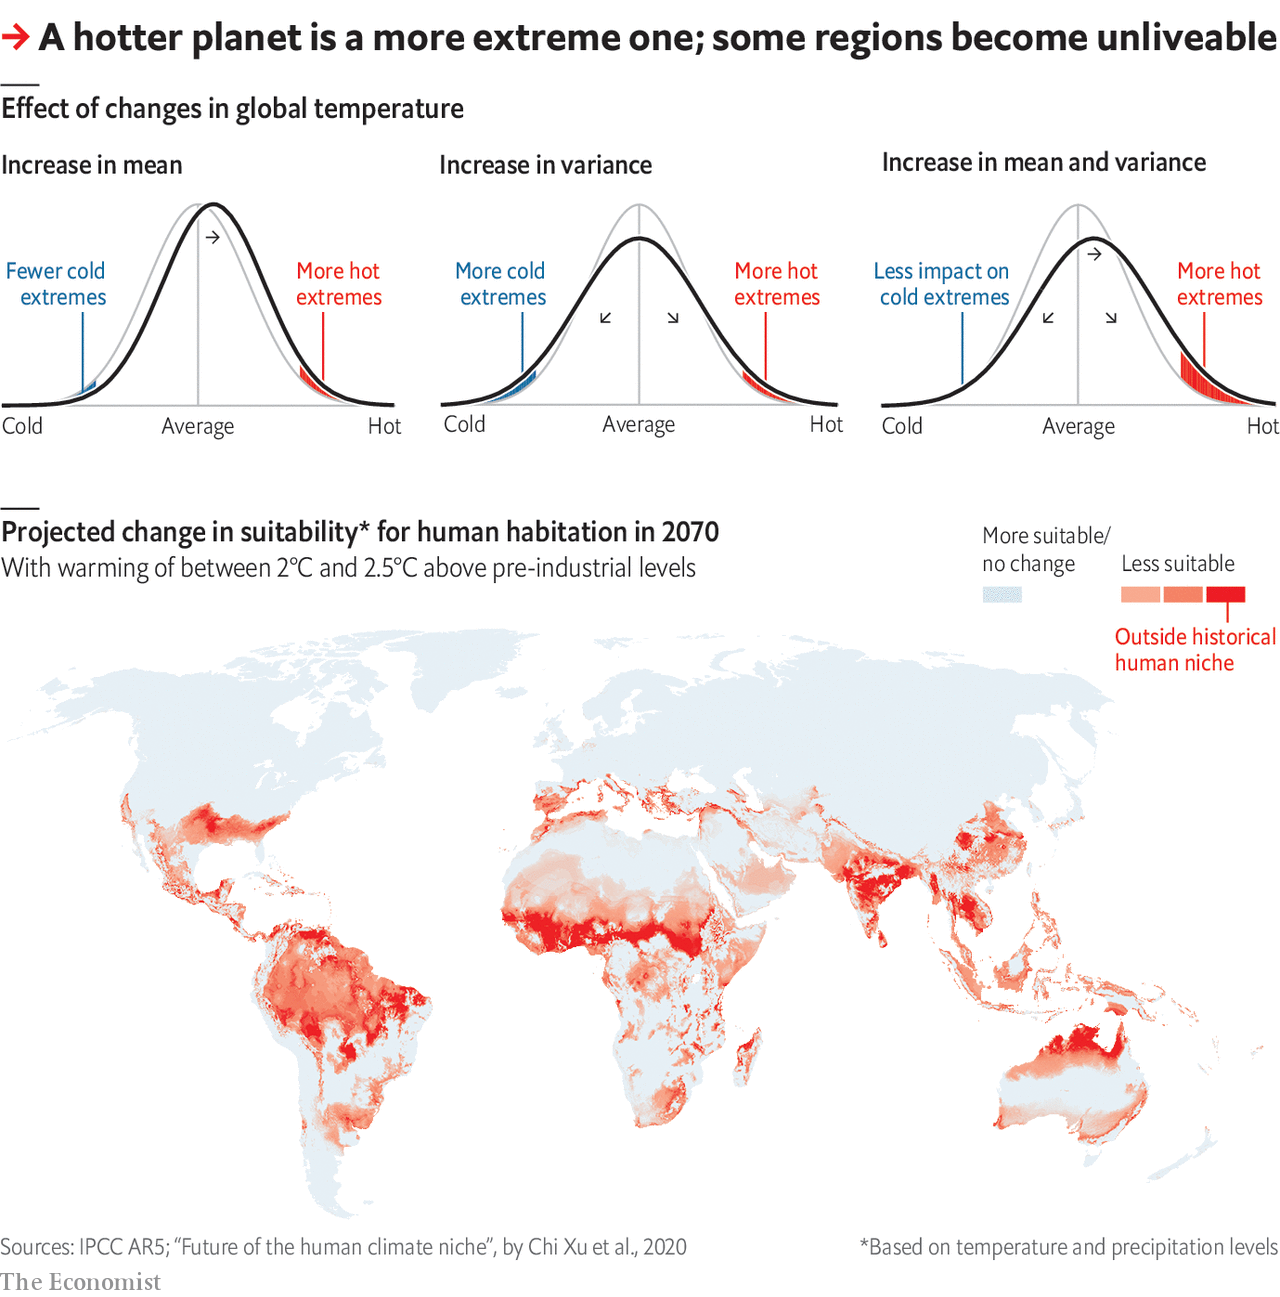 → A hotter planet is a more extreme one; some regions become unliveable
Effect of changes in global temperature
Increase in mean
Fewer cold
extremes
More hot
extremes
Cold
Average
Hot
Increase in variance
More cold
extremes
More hot
extremes
Cold
Average
Hot
Increase in mean and variance
Less impact on
cold extremes
More hot
extremes
Cold
Average
Hot
Projected change in suitability* for human habitation in 2070
With warming of between 2°C and 2.5°C above pre-industrial levels
More suitable/
no change
Less suitable
Outside historical
human niche
Sources: IPCC AR5; “Future of the human climate niche”, by Chi Xu et al., 2020
*Based on temperature and precipitation levels
The Economist